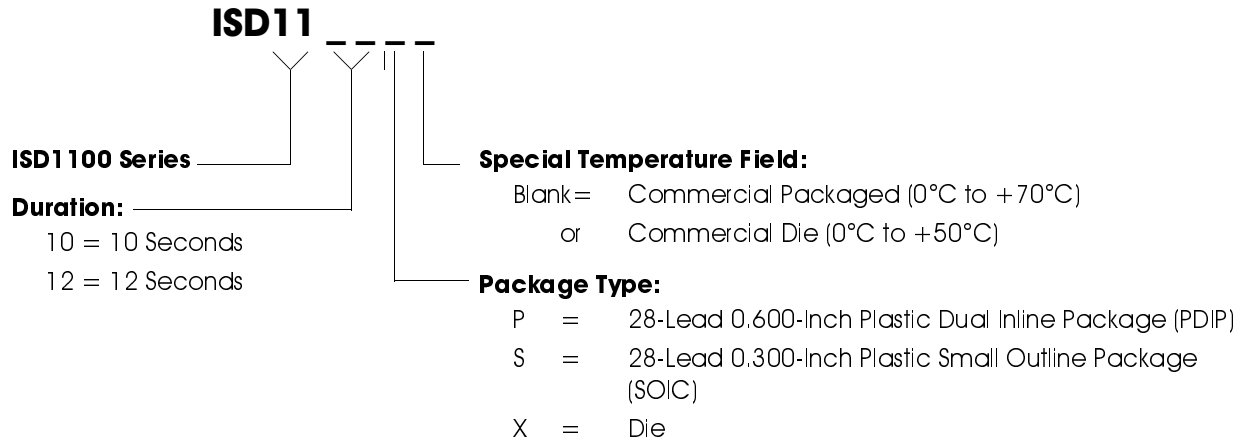 ISD11 _ _ _ _
ISD1100 Series
Duration:
10 = 10 Seconds
12 = 12 Seconds
Special Temperature Field:
Blank= Commercial Packaged (0°C to +70°C)
or Commercial Die (0°C to +50°C)
Package Type:
P = 28-Lead 0.600-Inch Plastic Dual Inline Package (PDIP)
S = 28-Lead 0.300-Inch Plastic Small Outline Package
(SOIC)
X = Die